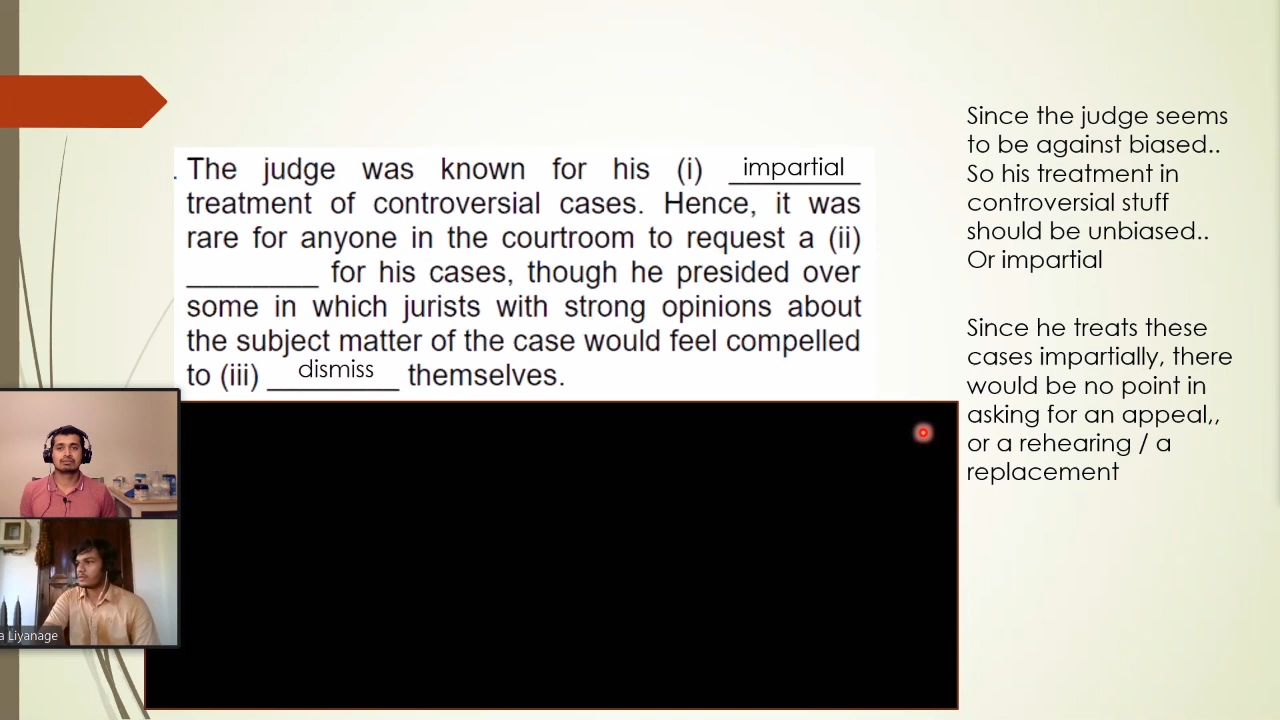 The judge was known for his (i) impartial
treatment of controversial cases. Hence, it was
rare for anyone in the courtroom to request a (ii)
________ for his cases, though he presided over
some in which jurists with strong opinions about
the subject matter of the case would feel compelled
to (iii) dismiss themselves.
Since the judge seems
to be against biased..
So his treatment in
controversial stuff
should be unbiased..
Or impartial
Since he treats these
cases impartially, there
would be no point in
asking for an appeal,,
or a rehearing / a
replacement
a Liyanage